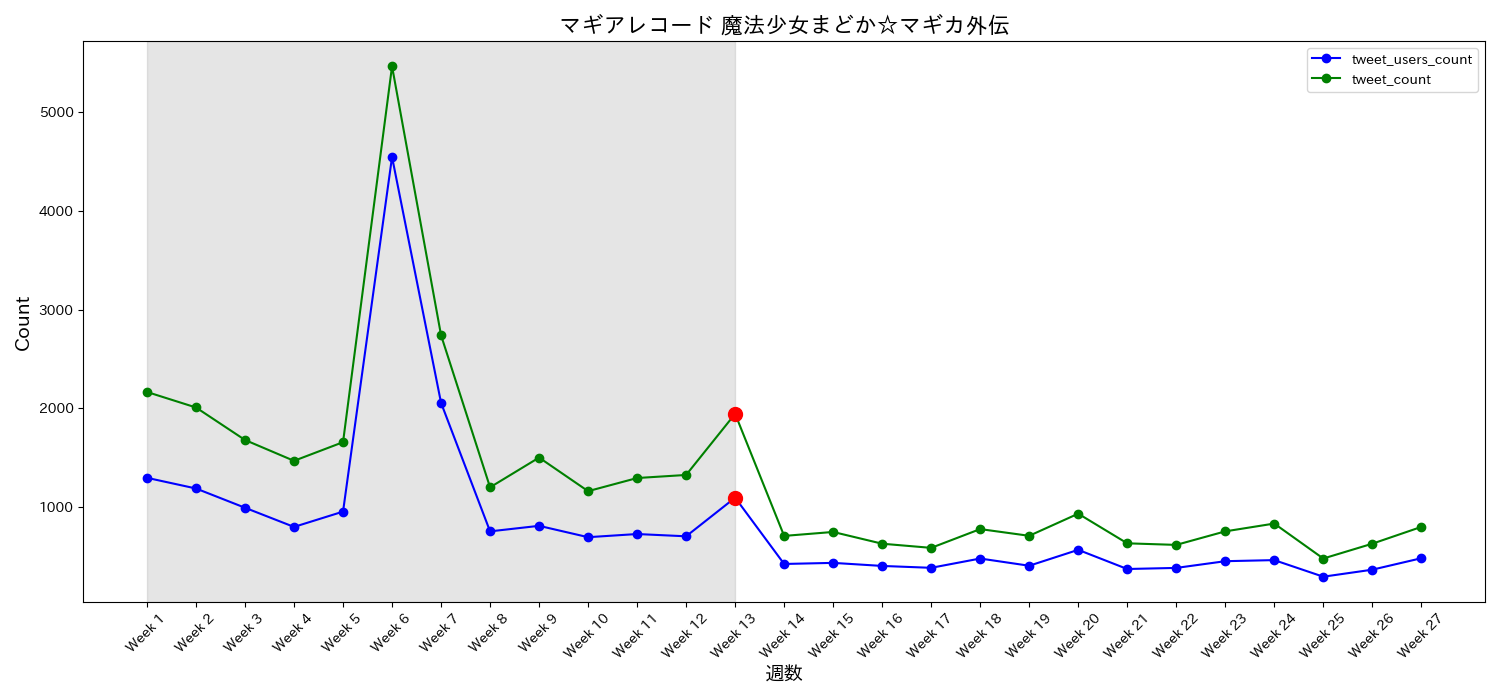 マギアレコード 魔法少女まどか☆マギカ外伝
tweet_users_count
tweet_count
Count
5000
4000
3000
2000
1000
Week 1
Week 2
Week 3
Week 4
Week 5
Week 6
Week 7
Week 8
Week 9
Week 10
Week 11
Week 12
Week 13
Week 14
Week 15
Week 16
Week 17
Week 18
Week 19
Week 20
Week 21
Week 22
Week 23
Week 24
Week 25
Week 26
Week 27
週数